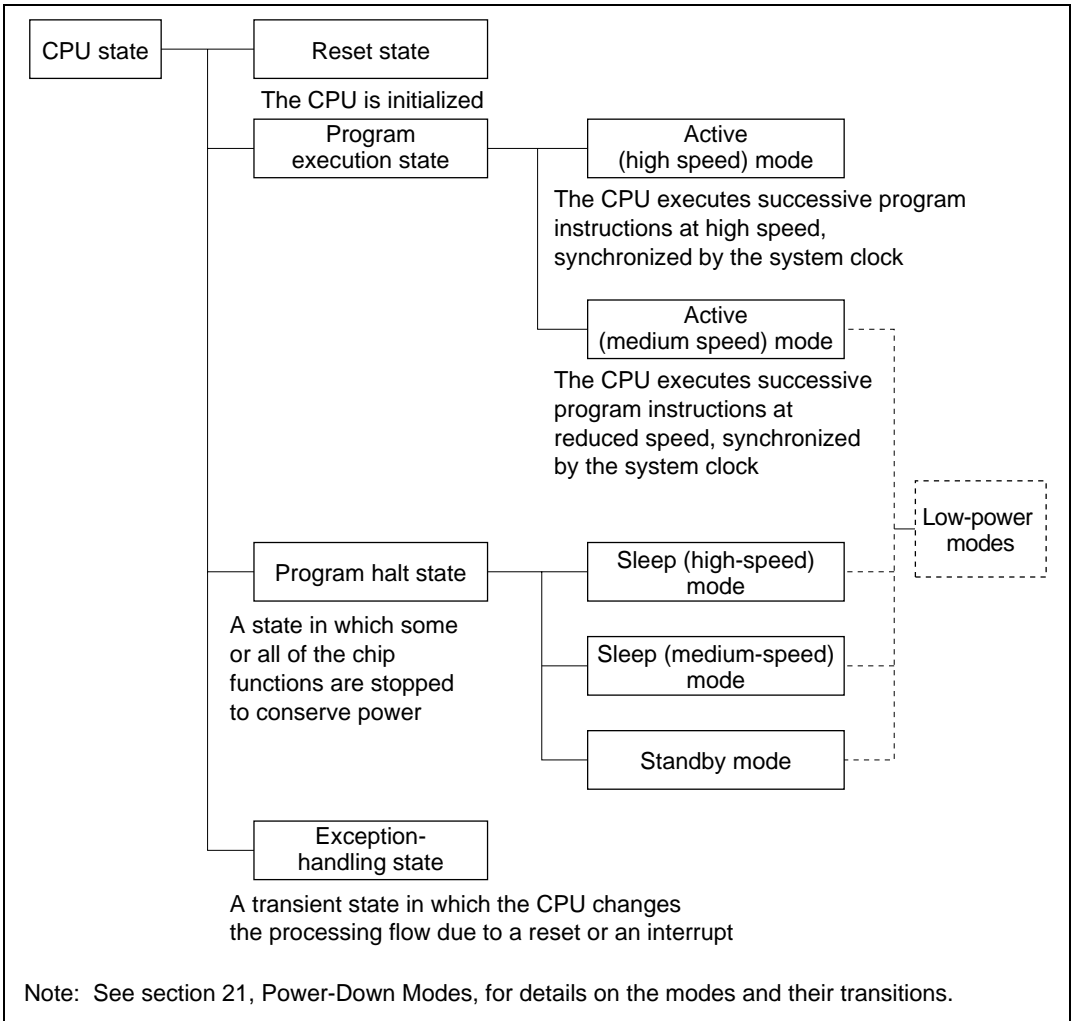 CPU state
Reset state
The CPU is initialized
Program
execution state
Active
(high speed) mode
The CPU executes successive program
instructions at high speed,
synchronized by the system clock
Active
(medium speed) mode
The CPU executes successive
program instructions at
reduced speed, synchronized
by the system clock
Low-power
modes
Program halt state
A state in which some
or all of the chip
functions are stopped
to conserve power
Sleep (high-speed)
mode
Sleep (medium-speed)
mode
Standby mode
Exception-
handling state
A transient state in which the CPU changes
the processing flow due to a reset or an interrupt
Note: See section 21, Power-Down Modes, for details on the modes and their transitions.